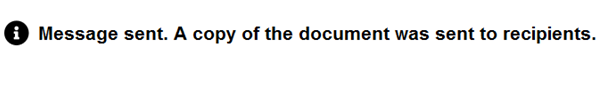 Message sent. A copy of the document was sent to recipients.